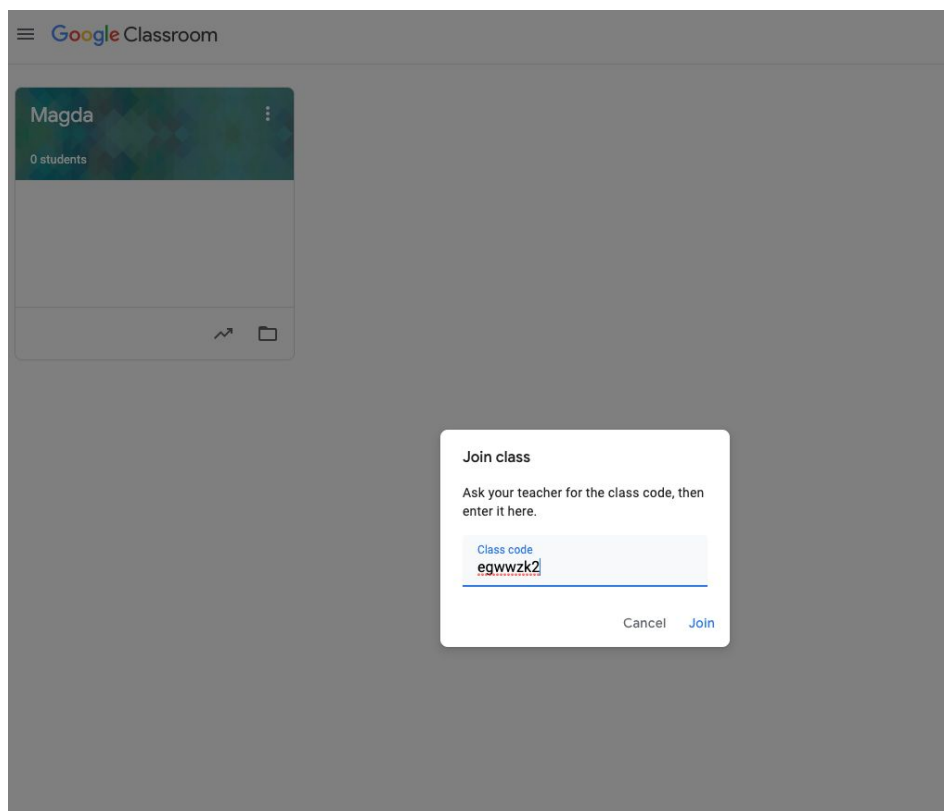 Google Classroom
Magda
0 students
Join class
Ask your teacher for the class code, then
enter it here.
Class code
egwwzk2
Cancel Join